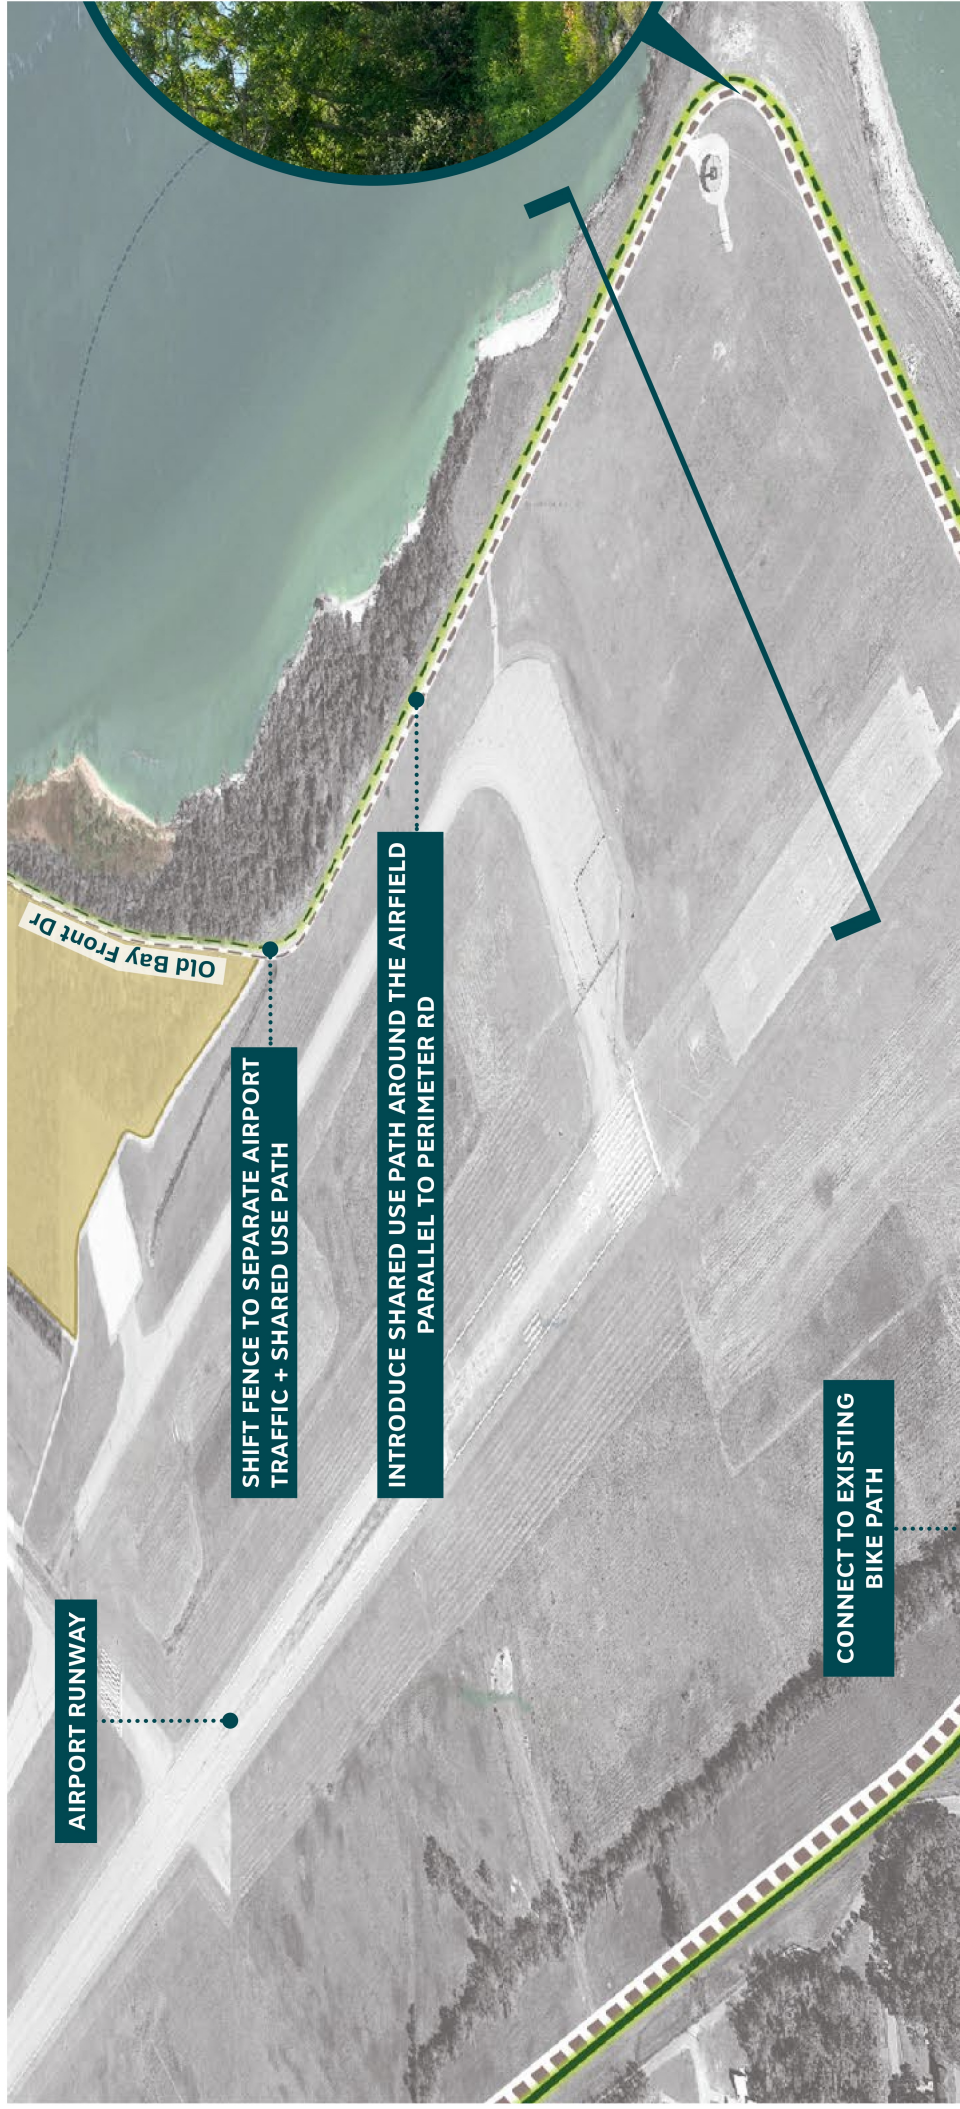 Old Bay Front Dr
SHIFT FENCE TO SEPARATE AIRPORT
TRAFFIC + SHARED USE PATH
INTRODUCE SHARED USE PATH AROUND THE AIRFIELD
PARALLEL TO PERIMETER RD
AIRPORT RUNWAY
CONNECT TO EXISTING
BIKE PATH